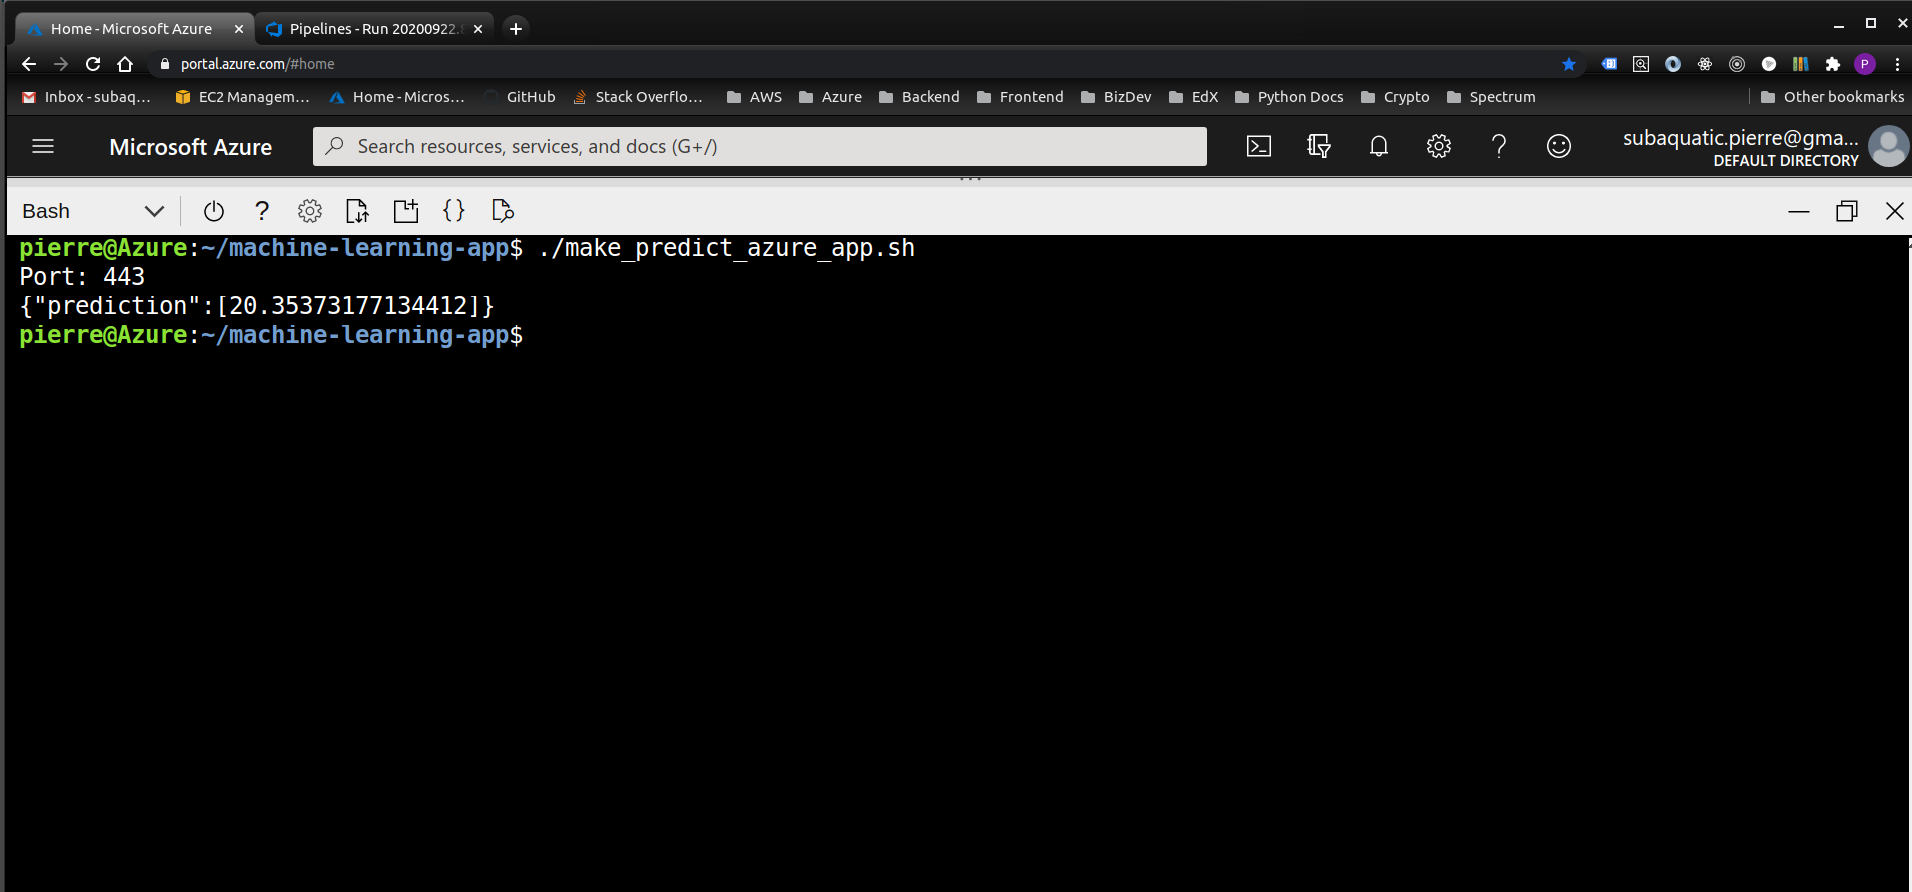 Home - Microsoft Azure
Pipelines - Run 20200922.
portal.azure.com/#home
P
Inbox - subaq... EC2 Managem... Home - Micros... GitHub Stack Overflo... AWS Azure Backend Frontend BizDev EdX Python Docs Crypto Spectrum Other bookmarks
Microsoft Azure
Search resources, services, and docs (G+/)
subaquatic.pierre@gma...
DEFAULT DIRECTORY
Bash
pierre@Azure:~/machine-learning-app$ ./make_predict_azure_app.sh
Port: 443
{"prediction":[20.35373177134412]}
pierre@Azure:~/machine-learning-app$